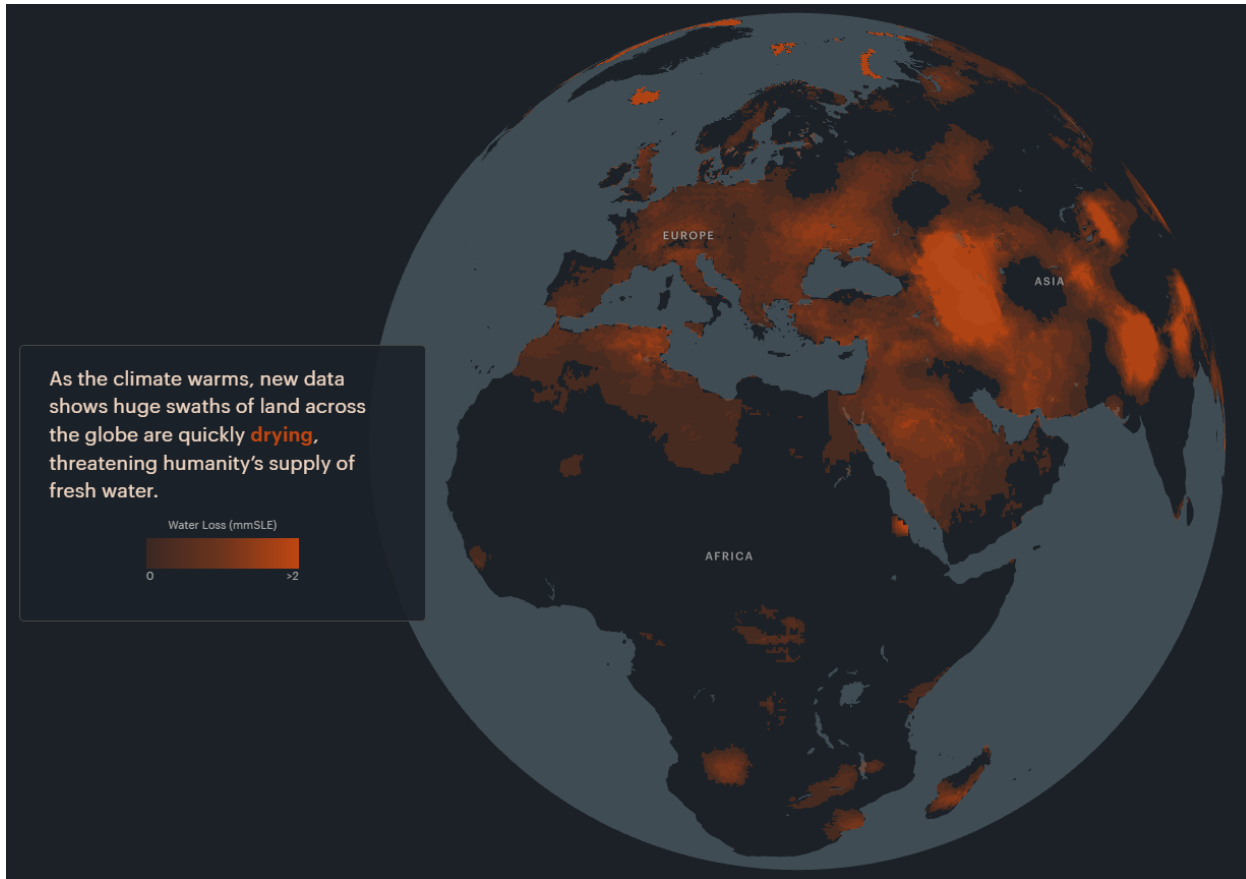 EUROPE
ASIA
As the climate warms, new data
shows huge swaths of land across
the globe are quickly drying,
threatening humanity’s supply of
fresh water.
Water Loss (mmSLE)
0 >2
AFRICA